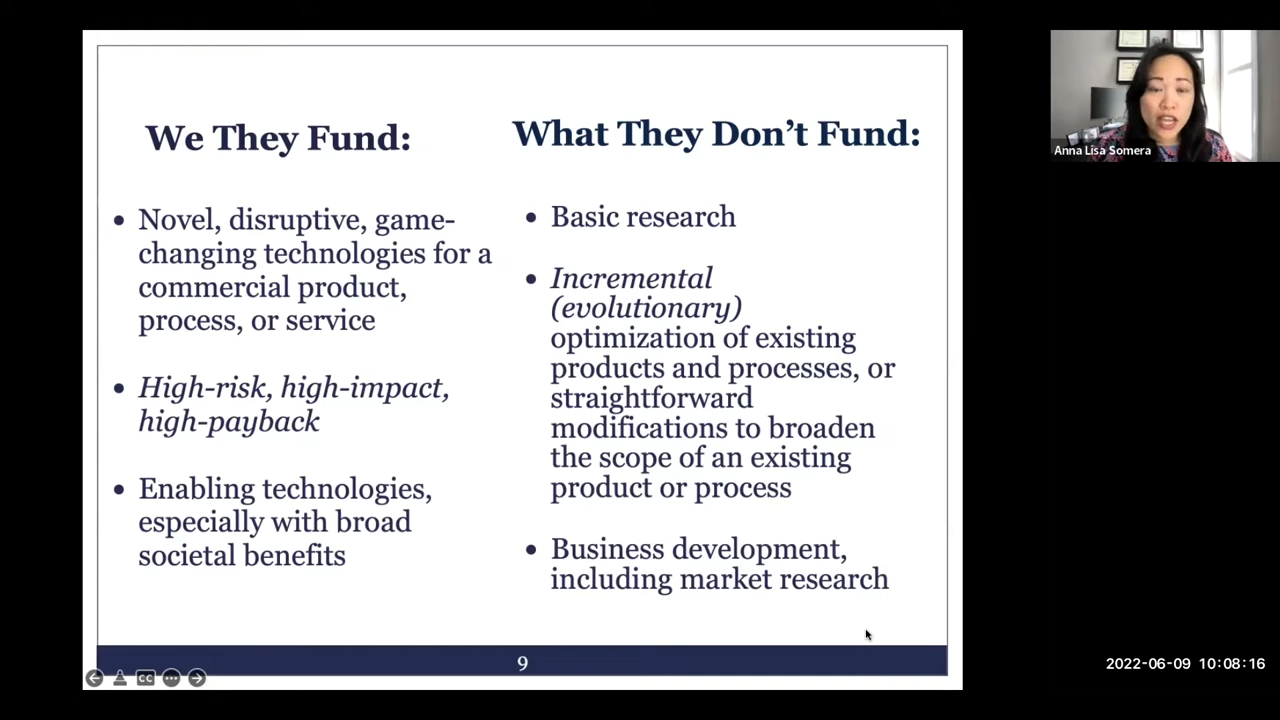 We They Fund:
What They Don't Fund:
• Novel, disruptive, game-
changing technologies for a
commercial product,
process, or service
• High-risk, high-impact,
high-payback
• Enabling technologies,
especially with broad
societal benefits
• Basic research
• Incremental
(evolutionary)
optimization of existing
products and processes, or
straightforward
modifications to broaden
the scope of an existing
product or process
• Business development,
including market research
9
CC
Anna Lisa Somera
2022-06-09 10:08:16